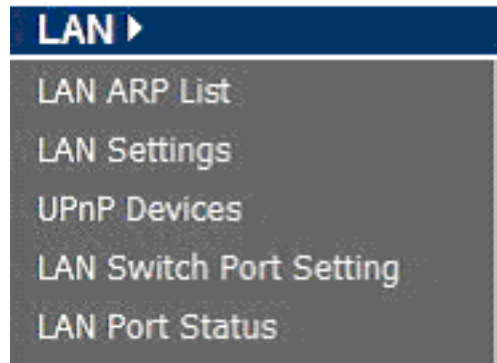 LAN
LAN ARP List
LAN Settings
UPnP Devices
LAN Switch Port Setting
LAN Port Status